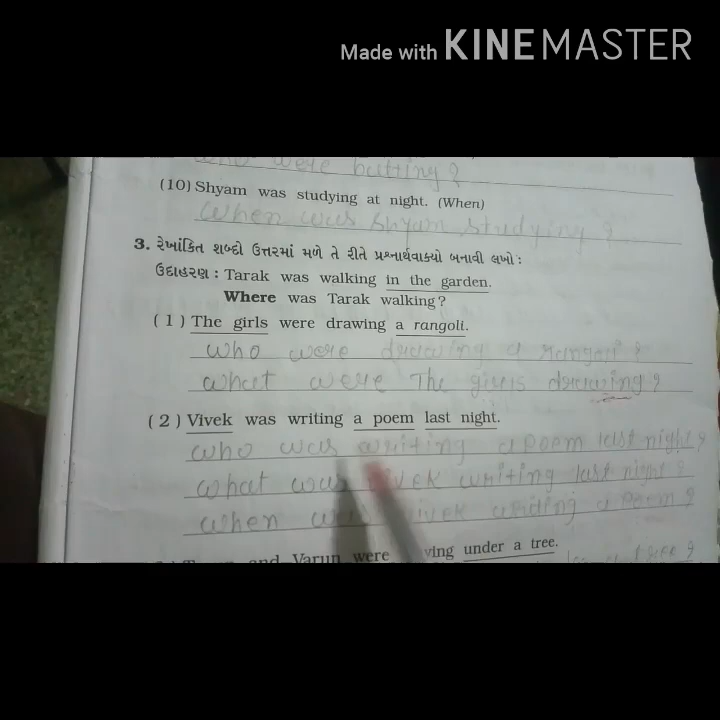 Made with KINEMASTER
who were batting ?
(10) Shyam was studying at night. (When)
When was Shyam studying ?
3. રેખાંકિત શબ્દો ઉત્તરમાં મળે તે રીતે પ્રશ્નાર્થવાક્યો બનાવી લખો :
ઉદાહરણ : Tarak was walking in the garden.
Where was Tarak walking?
( 1 ) The girls were drawing a rangoli.
who were drawing a rangoli ?
what were The girls drawing ?
( 2 ) Vivek was writing a poem last night.
who was writing a poem last night ?
what was vivek writing last night ?
when was vivek writing a poem ?
and Varun were ving under a tree.